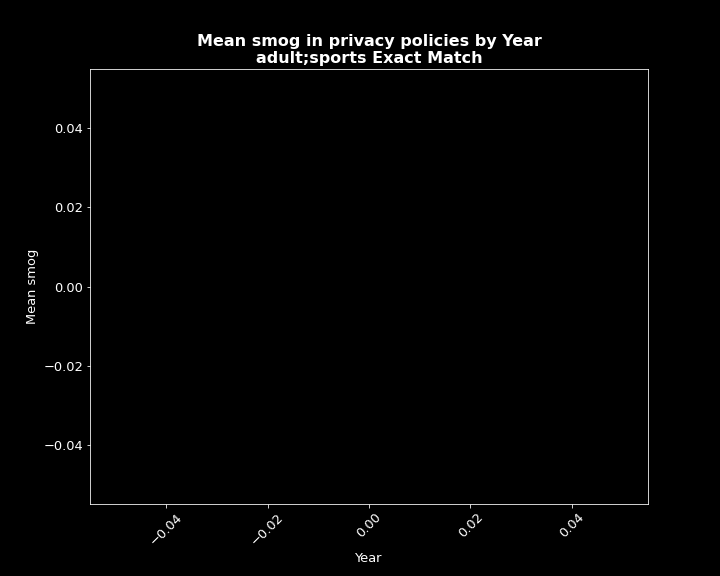 Mean smog in privacy policies by Year
adult;sports Exact Match
0.04
0.02
0.00
−0.02
−0.04
Mean smog
−0.04
−0.02
0.00
0.02
0.04
Year